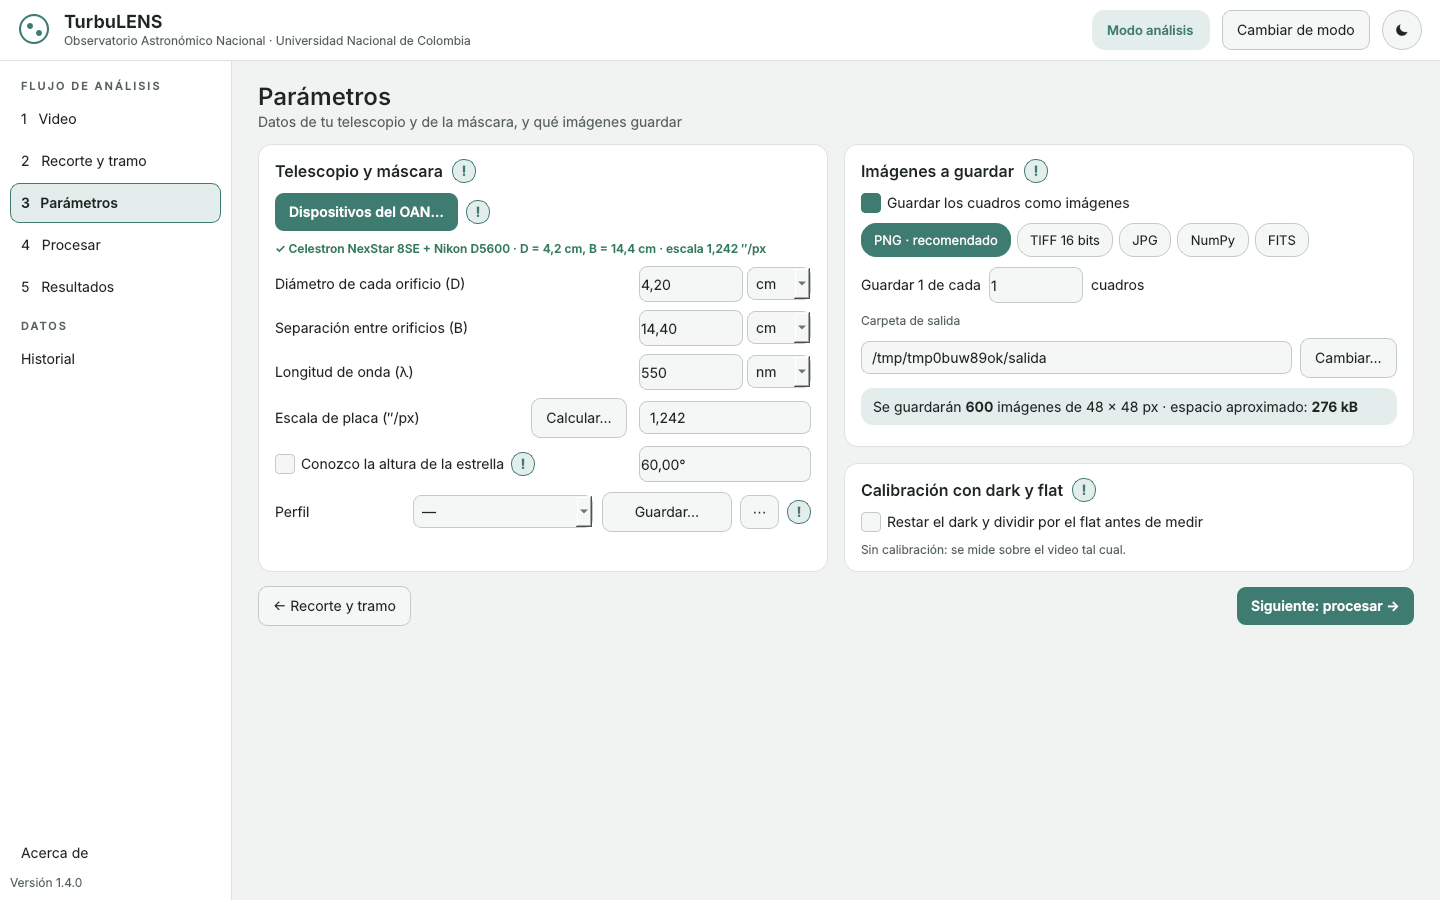 TurbuLENS
Observatorio Astronómico Nacional · Universidad Nacional de Colombia
Modo análisis
Cambiar de modo
FLUJO DE ANÁLISIS
1 Video
2 Recorte y tramo
3 Parámetros
4 Procesar
5 Resultados
DATOS
Historial
Acerca de
Versión 1.4.0
Parámetros
Datos de tu telescopio y de la máscara, y qué imágenes guardar
Telescopio y máscara !
Dispositivos del OAN... !
✓ Celestron NexStar 8SE + Nikon D5600 · D = 4,2 cm, B = 14,4 cm · escala 1,242 ″/px
Diámetro de cada orificio (D) 4,20 cm
Separación entre orificios (B) 14,40 cm
Longitud de onda (λ) 550 nm
Escala de placa (″/px) Calcular... 1,242
Conozco la altura de la estrella ! 60,00°
Perfil — Guardar... ··· !
Imágenes a guardar !
Guardar los cuadros como imágenes
PNG · recomendado TIFF 16 bits JPG NumPy FITS
Guardar 1 de cada 1 cuadros
Carpeta de salida
/tmp/tmp0buw89ok/salida Cambiar...
Se guardarán 600 imágenes de 48 × 48 px · espacio aproximado: 276 kB
Calibración con dark y flat !
Restar el dark y dividir por el flat antes de medir
Sin calibración: se mide sobre el video tal cual.
← Recorte y tramo
Siguiente: procesar →